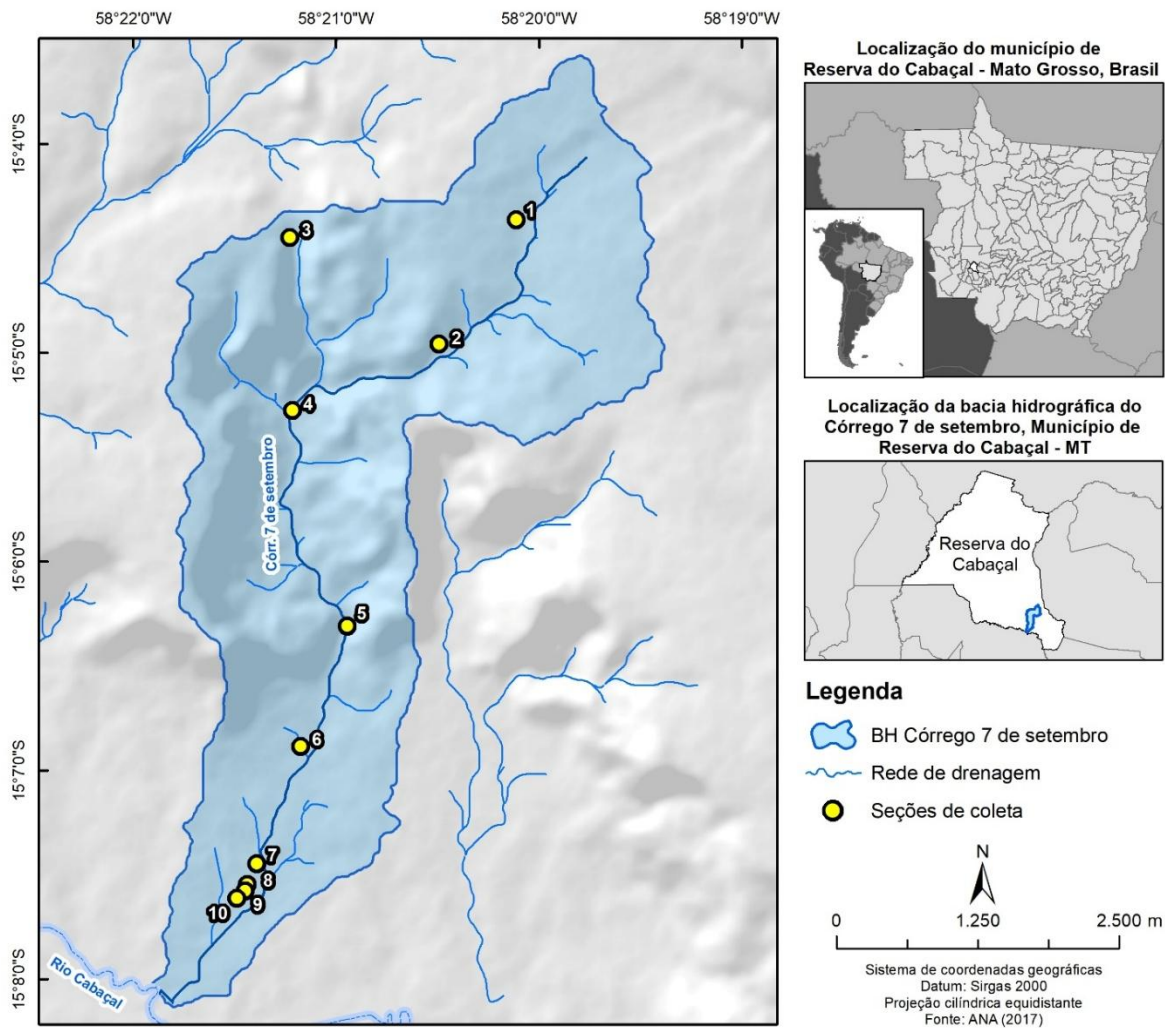 58°22'0"W
58°21'0"W
58°20'0"W
58°19'0"W
15°4'0"S
15°5'0"S
15°6'0"S
15°7'0"S
15°8'0"S
1
3
2
4
Córr. 7 de setembro
5
6
7
8
9
10
Rio Cabaçal
Localização do município de
Reserva do Cabaçal - Mato Grosso, Brasil
Localização da bacia hidrográfica do
Córrego 7 de setembro, Município de
Reserva do Cabaçal - MT
Reserva do
Cabaçal
Legenda
BH Córrego 7 de setembro
Rede de drenagem
Seções de coleta
N
0 1.250 2.500 m
Sistema de coordenadas geográficas
Datum: Sirgas 2000
Projeção cilíndrica equidistante
Fonte: ANA (2017)